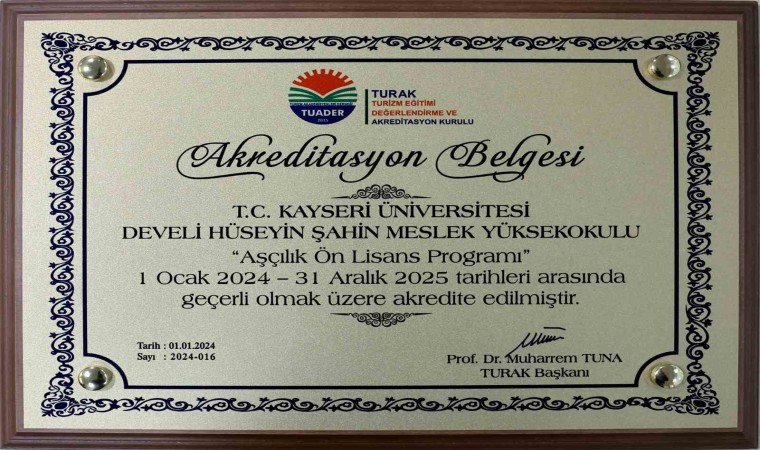 TUADER
2015
TURAK
TURİZM EĞİTİMİ
DEĞERLENDİRME VE
AKREDİTASYON KURULU
Akreditasyon Belgesi
T.C. KAYSERİ ÜNİVERSİTESİ
DEVELİ HÜSEYİN ŞAHİN MESLEK YÜKSEKOKULU
“Aşçılık Ön Lisans Programı”
1 Ocak 2024 – 31 Aralık 2025 tarihleri arasında
geçerli olmak üzere akredite edilmiştir.
Tarih : 01.01.2024
Sayı : 2024-016
Prof. Dr. Muharrem TUNA
TURAK Başkanı